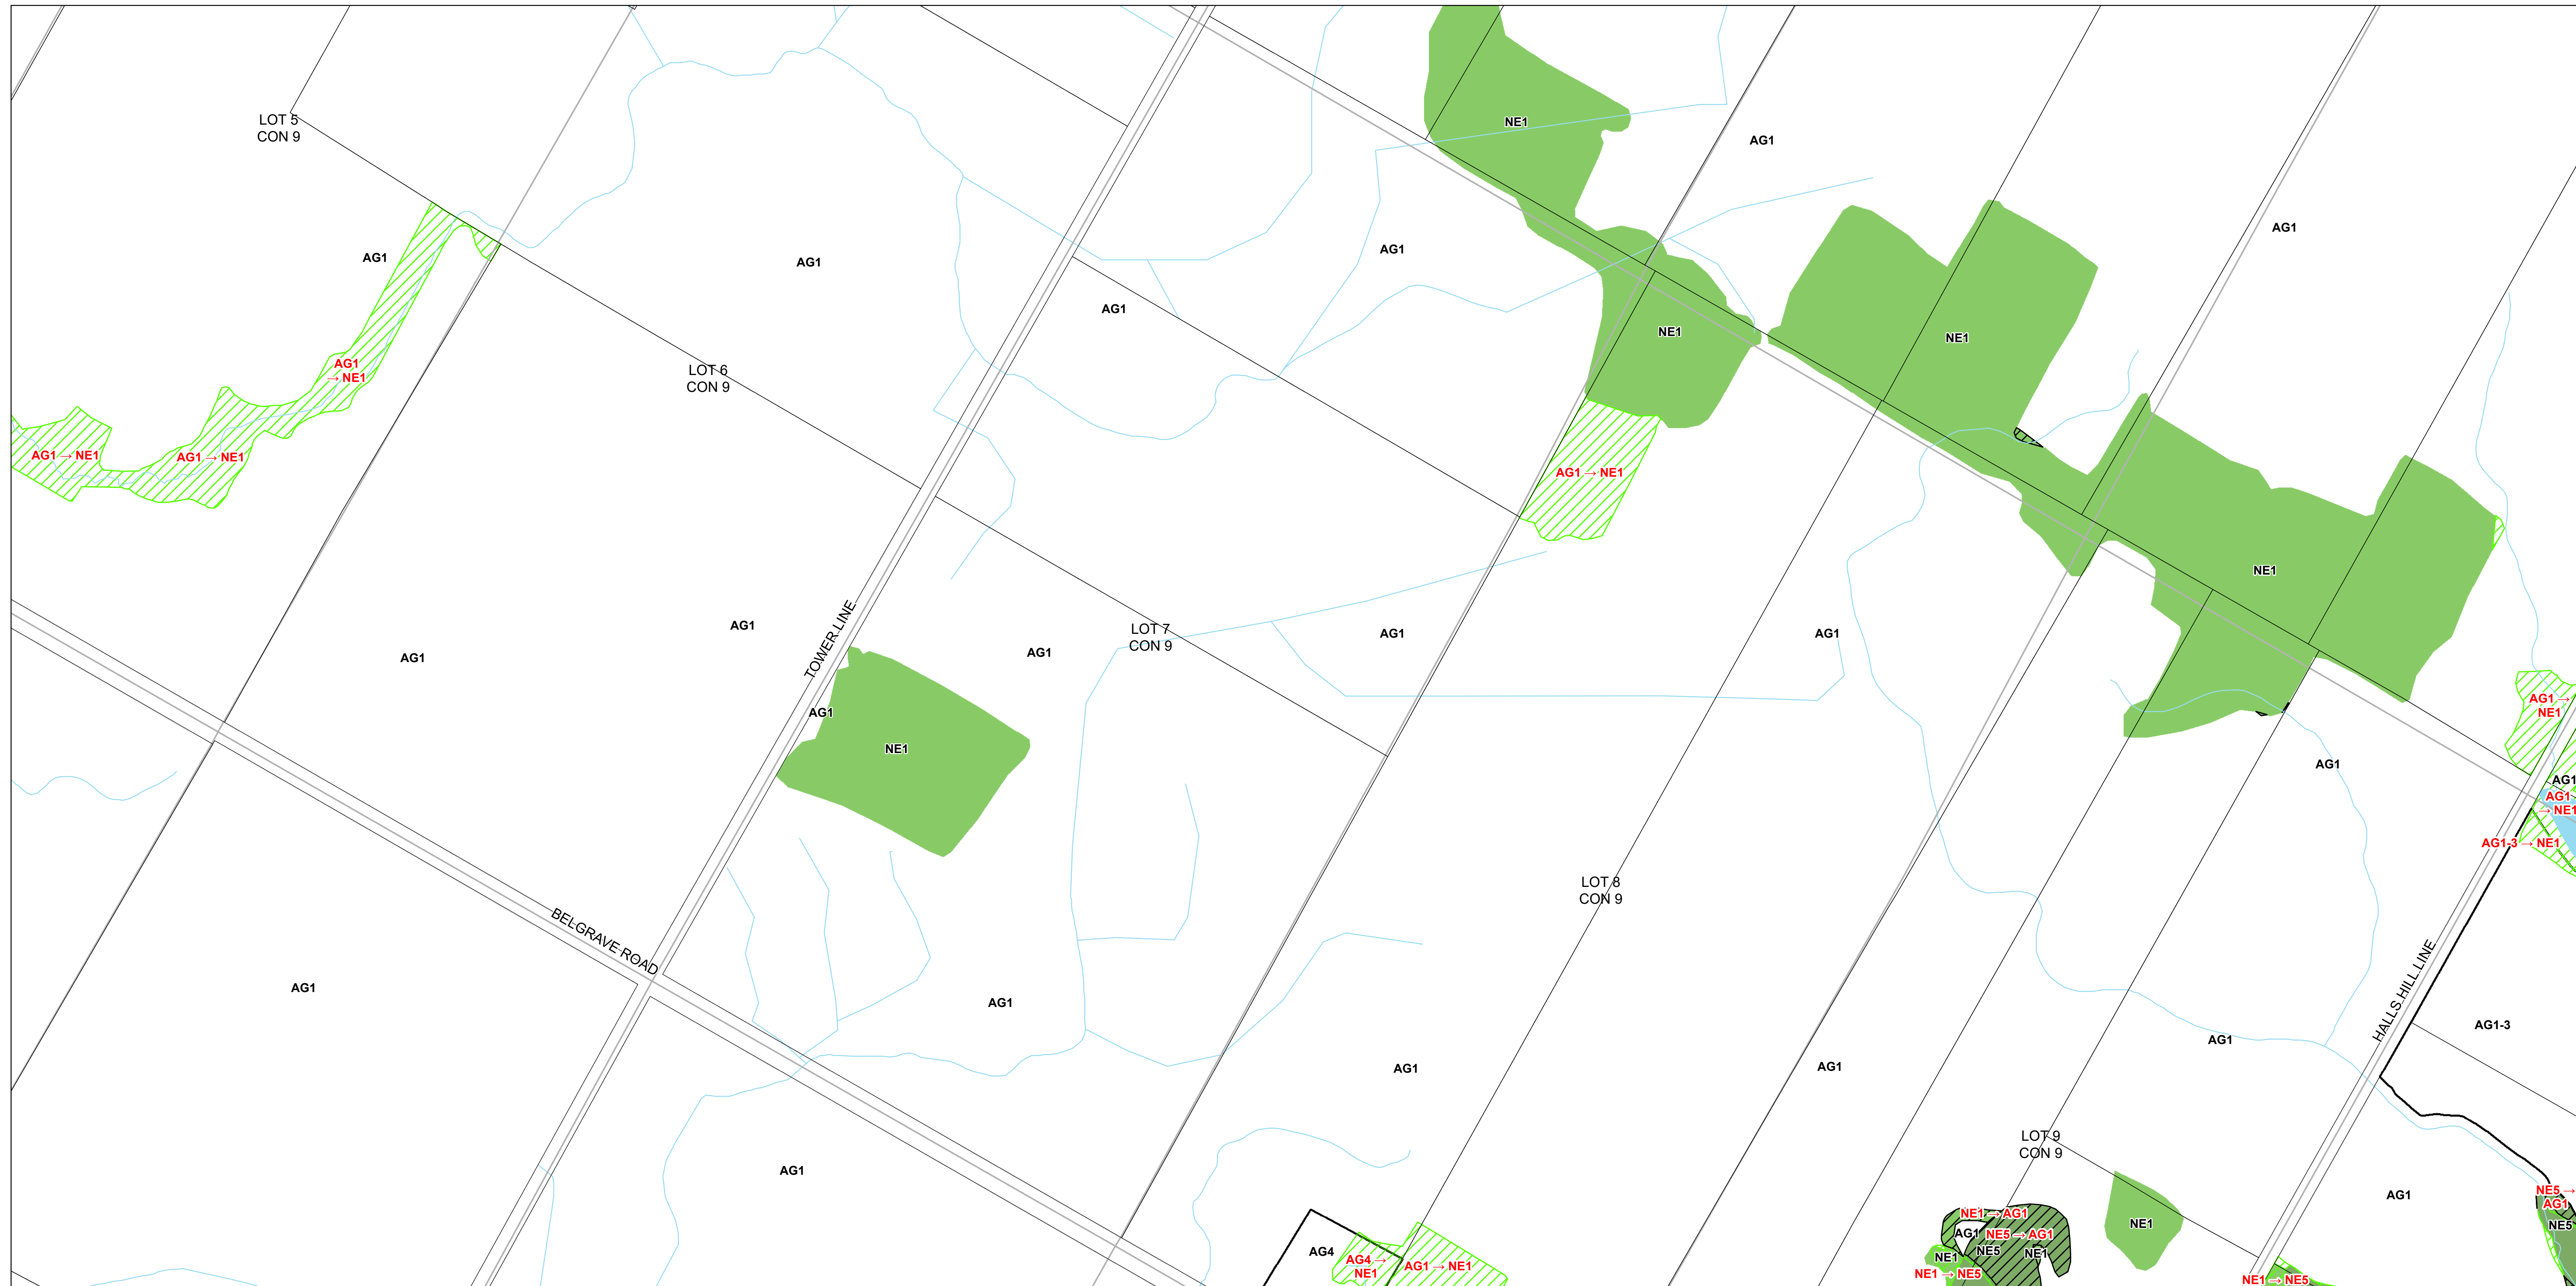 NE1
LOT 5
CON 9
AG1
AG1
AG1
AG1
AG1
AG1
NE1
NE1
AG1
→ NE1
LOT 6
CON 9
AG1 → NE1
AG1 → NE1
AG1 → NE1
NE1
AG1
TOWER LINE
LOT 7
CON 9
AG1
AG1
AG1
AG1
AG1
AG1 →
NE1
NE1
AG1
AG1
AG1
→ NE1
AG1-3 → NE1
LOT 8
CON 9
BELGRAVE ROAD
AG1
AG1
HALLS HILL LINE
AG1-3
AG1
AG1
AG1
LOT 9
CON 9
AG1
AG1
NE5 →
AG1
NE5
NE1 → AG1
AG1
NE5 → AG1
NE1
NE5
NE1
NE1
NE1 → NE5
AG4
AG4 →
NE1
AG1 → NE1
NE1 → NE5